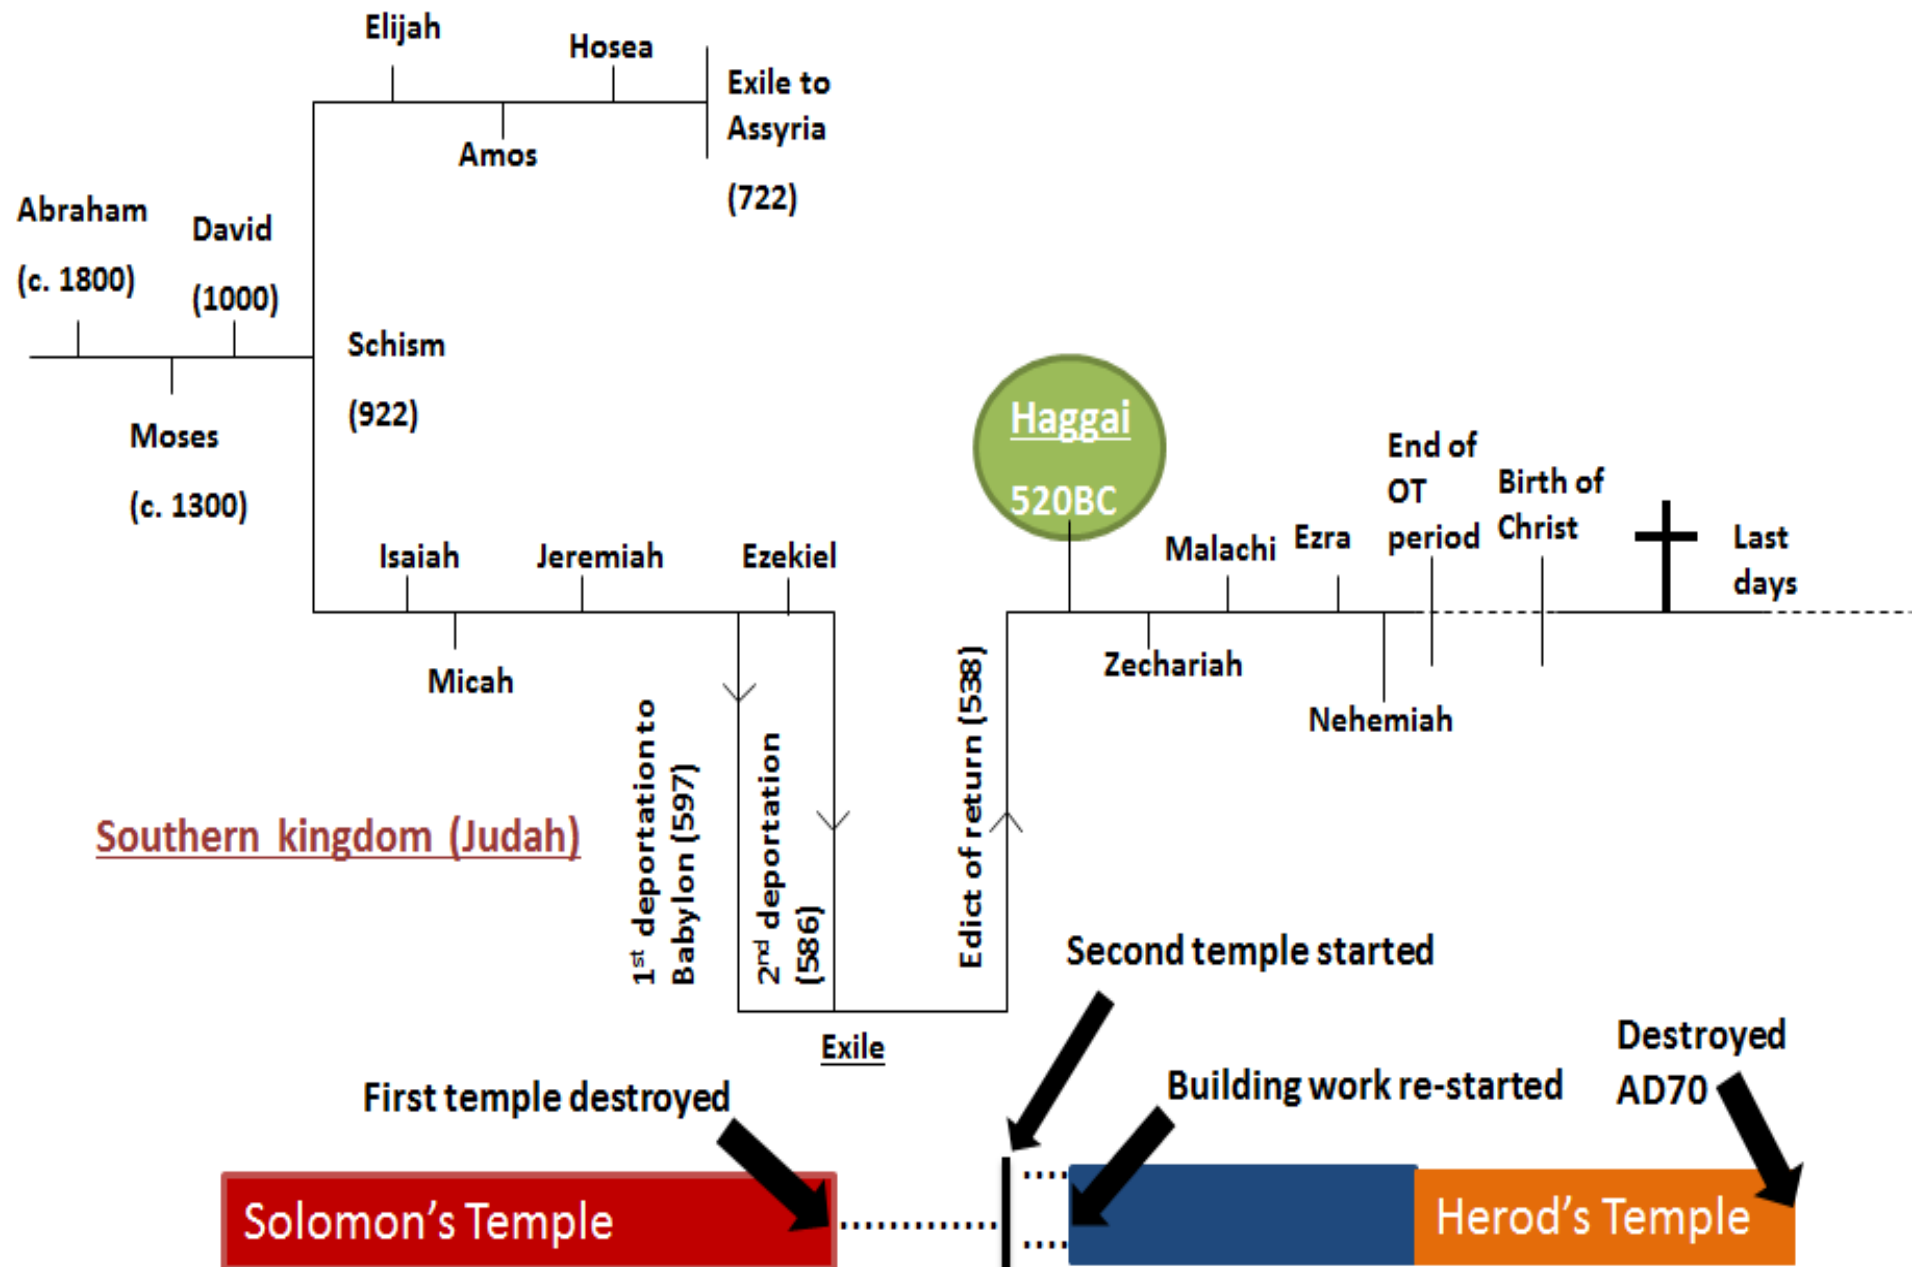 Elijah
Hosea
Exile to
Assyria
(722)
Amos
Abraham
(c. 1800)
David
(1000)
Schism
(922)
Moses
(c. 1300)
Haggai
520BC
End of
OT
period
Birth of
Christ
Last
days
Isaiah
Jeremiah
Ezekiel
Malachi
Ezra
Micah
Zechariah
Nehemiah
1st deportation to
Babylon (597)
2nd deportation
(586)
Edict of return (538)
Southern kingdom (Judah)
Exile
Second temple started
First temple destroyed
Building work re-started
Destroyed
AD70
Solomon’s Temple
Herod’s Temple